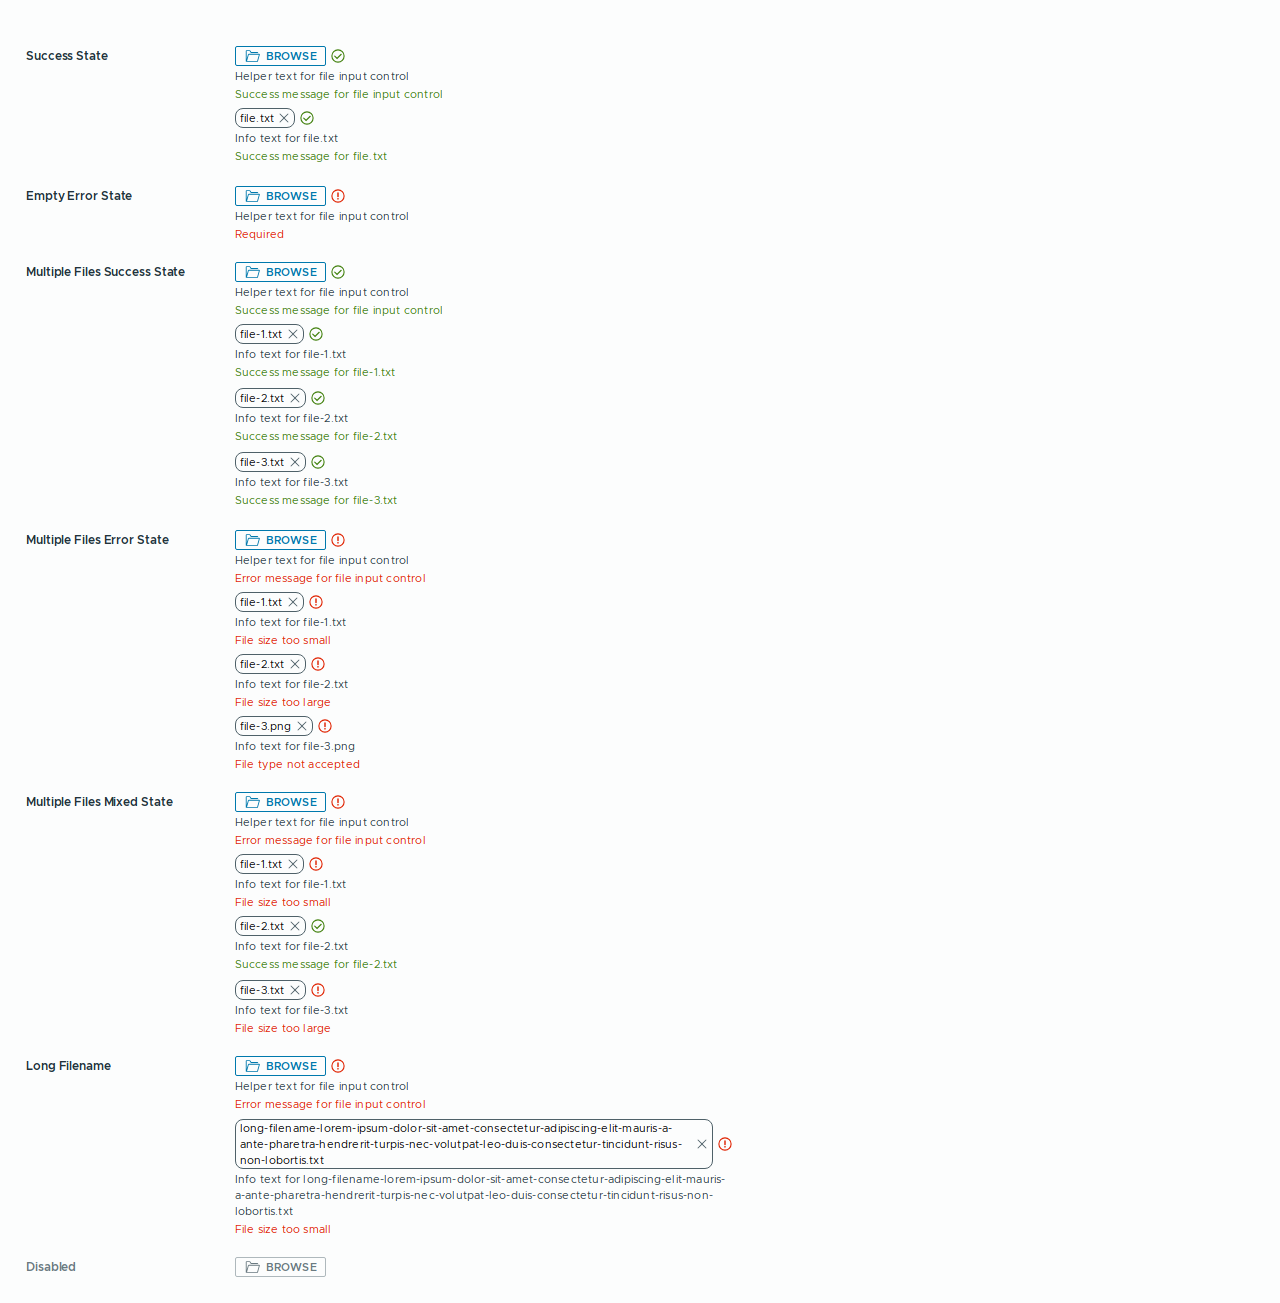 Success State
BROWSE
Helper text for file input control
Success message for file input control
file.txt
Info text for file.txt
Success message for file.txt
Empty Error State
BROWSE
Helper text for file input control
Required
Multiple Files Success State
BROWSE
Helper text for file input control
Success message for file input control
file-1.txt
Info text for file-1.txt
Success message for file-1.txt
file-2.txt
Info text for file-2.txt
Success message for file-2.txt
file-3.txt
Info text for file-3.txt
Success message for file-3.txt
Multiple Files Error State
BROWSE
Helper text for file input control
Error message for file input control
file-1.txt
Info text for file-1.txt
File size too small
file-2.txt
Info text for file-2.txt
File size too large
file-3.png
Info text for file-3.png
File type not accepted
Multiple Files Mixed State
BROWSE
Helper text for file input control
Error message for file input control
file-1.txt
Info text for file-1.txt
File size too small
file-2.txt
Info text for file-2.txt
Success message for file-2.txt
file-3.txt
Info text for file-3.txt
File size too large
Long Filename
BROWSE
Helper text for file input control
Error message for file input control
long-filename-lorem-ipsum-dolor-sit-amet-consectetur-adipiscing-elit-mauris-a-
ante-pharetra-hendrerit-turpis-nec-volutpat-leo-duis-consectetur-tincidunt-risus-
non-lobortis.txt
Info text for long-filename-lorem-ipsum-dolor-sit-amet-consectetur-adipiscing-elit-mauris-
a-ante-pharetra-hendrerit-turpis-nec-volutpat-leo-duis-consectetur-tincidunt-risus-non-
lobortis.txt
File size too small
Disabled
BROWSE